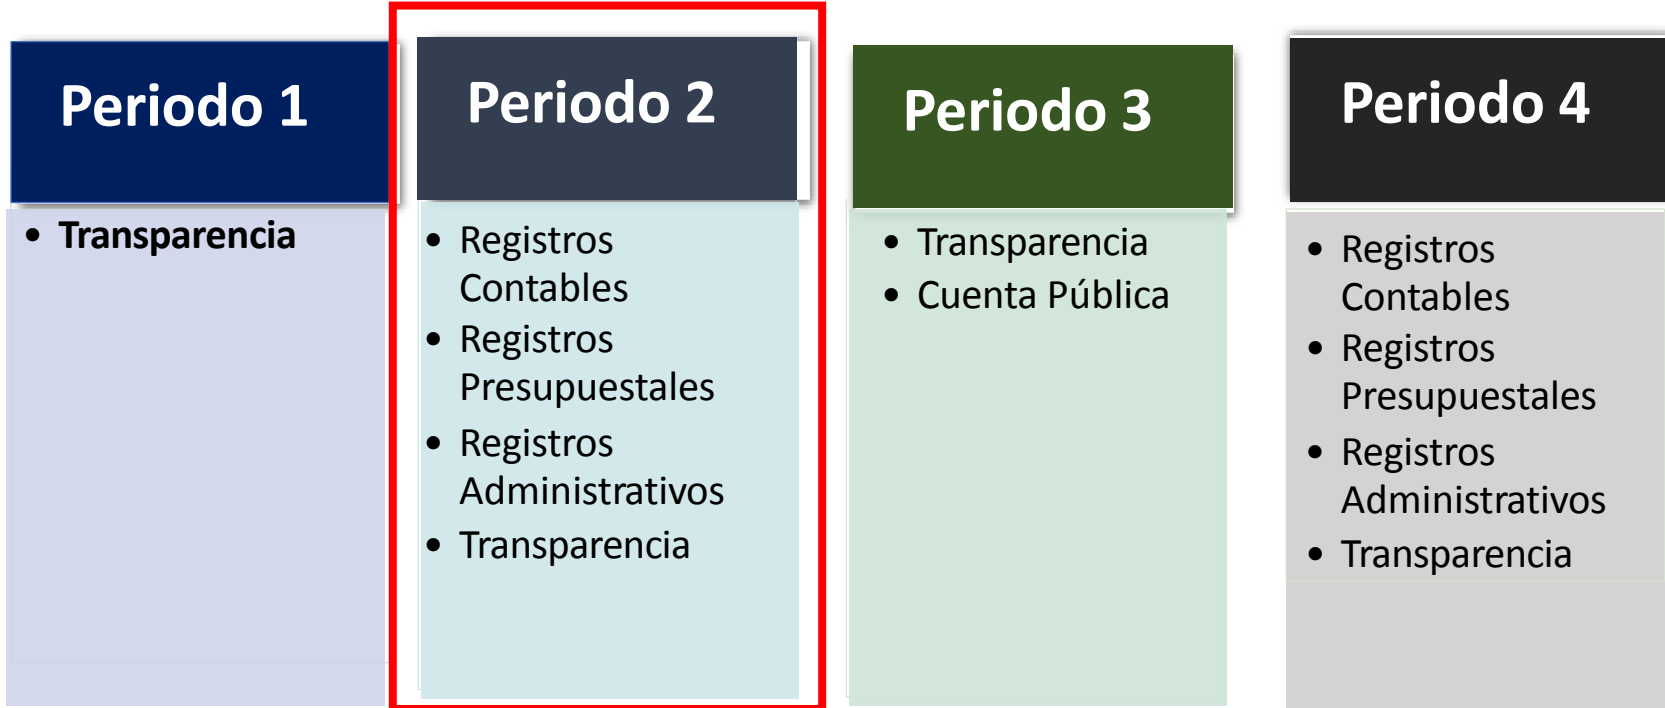 Periodo 1
• Transparencia
Periodo 2
• Registros
Contables
• Registros
Presupuestales
• Registros
Administrativos
• Transparencia
Periodo 3
• Transparencia
• Cuenta Pública
Periodo 4
• Registros
Contables
• Registros
Presupuestales
• Registros
Administrativos
• Transparencia